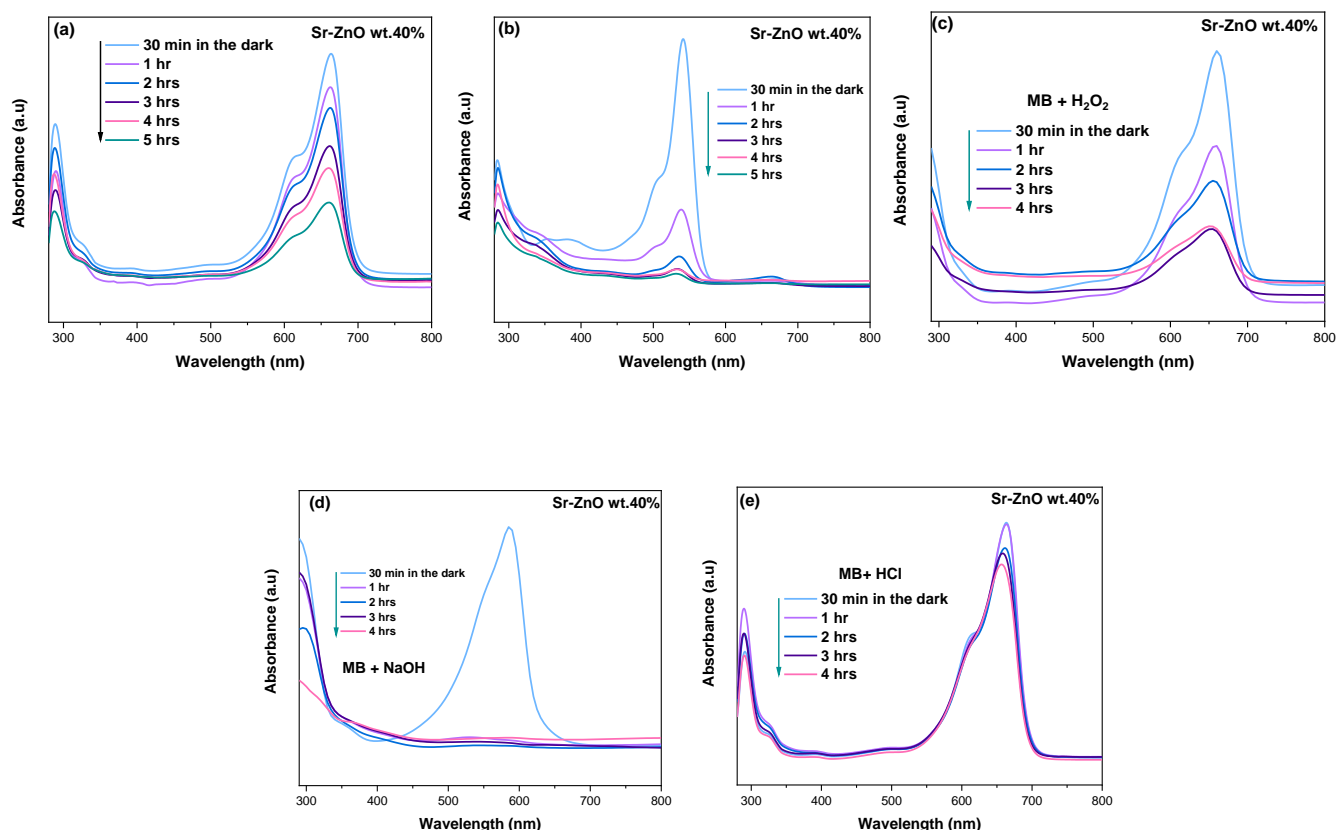 (a)
Sr-ZnO wt.40%
30 min in the dark
1 hr
2 hrs
3 hrs
4 hrs
5 hrs
Absorbance (a.u)
300 400 500 600 700 800
Wavelength (nm)
(b)
Sr-ZnO wt.40%
30 min in the dark
1 hr
2 hrs
3 hrs
4 hrs
5 hrs
Absorbance (a.u)
300 400 500 600 700 800
Wavelength (nm)
(c)
Sr-ZnO wt.40%
MB + H₂O₂
30 min in the dark
1 hr
2 hrs
3 hrs
4 hrs
Absorbance (a.u)
300 400 500 600 700 800
Wavelength (nm)
(d)
Sr-ZnO wt.40%
30 min in the dark
1 hr
2 hrs
3 hrs
4 hrs
MB + NaOH
Absorbance (a.u)
300 400 500 600 700 800
Wavelength (nm)
(e)
Sr-ZnO wt.40%
MB+ HCl
30 min in the dark
1 hr
2 hrs
3 hrs
4 hrs
Absorbance (a.u)
300 400 500 600 700 800
Wavelength (nm)